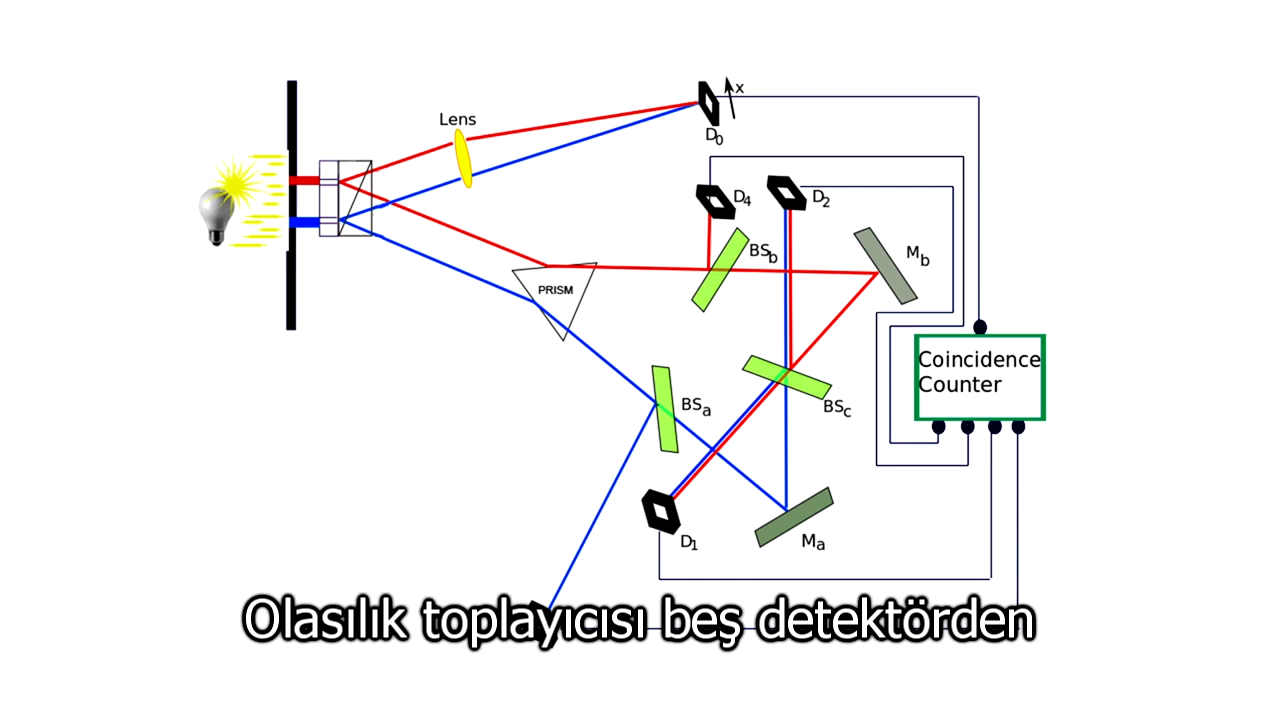 x
Lens
D0
D4
D2
BSb
Mb
PRISM
Coincidence
Counter
BSa
BSc
D1
Ma
Olasılık toplayıcısı beş detektörden